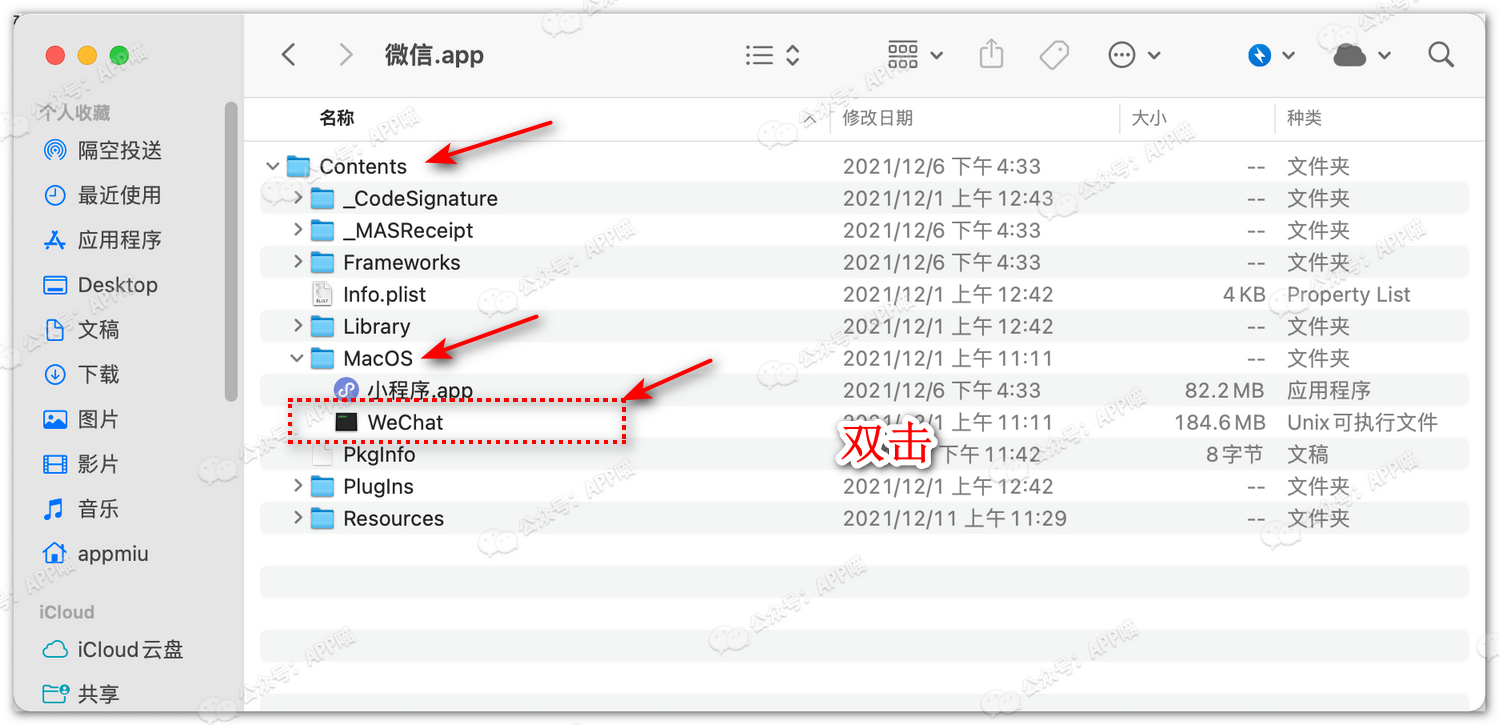 微信.app
个人收藏
隔空投送
最近使用
应用程序
Desktop
文稿
下载
图片
影片
音乐
appmiu
iCloud
iCloud云盘
共享
名称 修改日期 大小 种类
Contents 2021/12/6 下午 4:33 -- 文件夹
_CodeSignature 2021/12/1 上午 12:43 -- 文件夹
_MASReceipt 2021/12/6 下午 4:33 -- 文件夹
Frameworks 2021/12/6 下午 4:33 -- 文件夹
Info.plist 2021/12/1 上午 12:42 4 KB Property List
Library 2021/12/1 上午 12:42 -- 文件夹
MacOS 2021/12/1 上午 11:11 -- 文件夹
小程序.app 2021/12/6 下午 4:33 82.2 MB 应用程序
WeChat 2021/12/1 上午 11:11 184.6 MB Unix可执行文件
双击
PkgInfo 下午 11:42 8 字节 文稿
PlugIns 2021/12/1 上午 12:42 -- 文件夹
Resources 2021/12/11 上午 11:29 -- 文件夹
公众号：APP喵